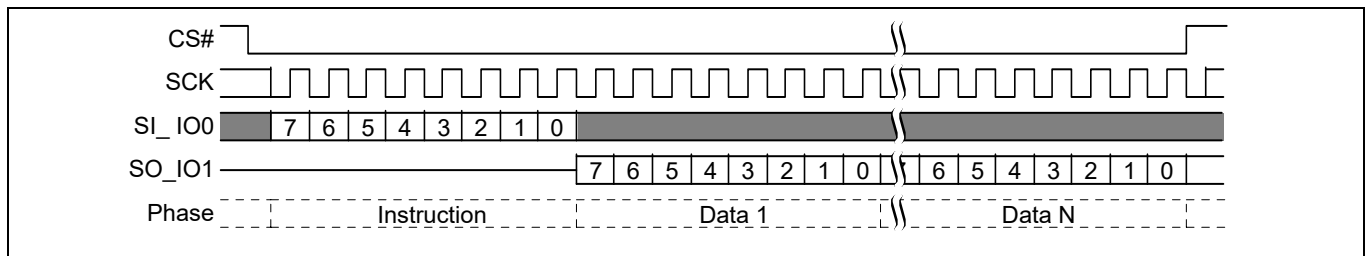 CS#
SCK
SI_ IO0 7 6 5 4 3 2 1 0
SO_IO1 7 6 5 4 3 2 1 0 6 5 4 3 2 1 0
Phase Instruction Data 1 Data N